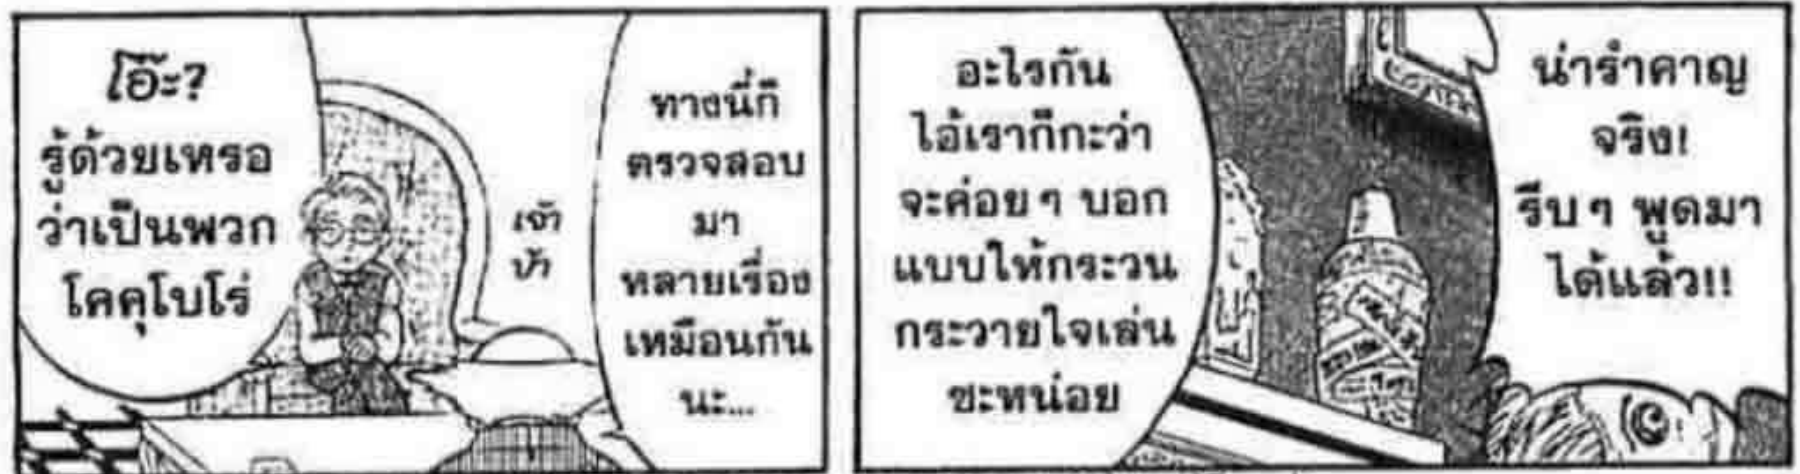 น่ารำคาญ
จริง!
รีบๆ พูดมา
ได้แล้ว!!
อะไรกัน
ไอ้เราก็กะว่า
จะค่อยๆ บอก
แบบให้กระวน
กระวายใจเล่น
ซะหน่อย
ทางนี้ก็
ตรวจสอบ
มา
หลายเรื่อง
เหมือนกัน
นะ...
โอ๊ะ?
รู้ด้วยเหรอ
ว่าเป็นพวก
โคคุโบโร่